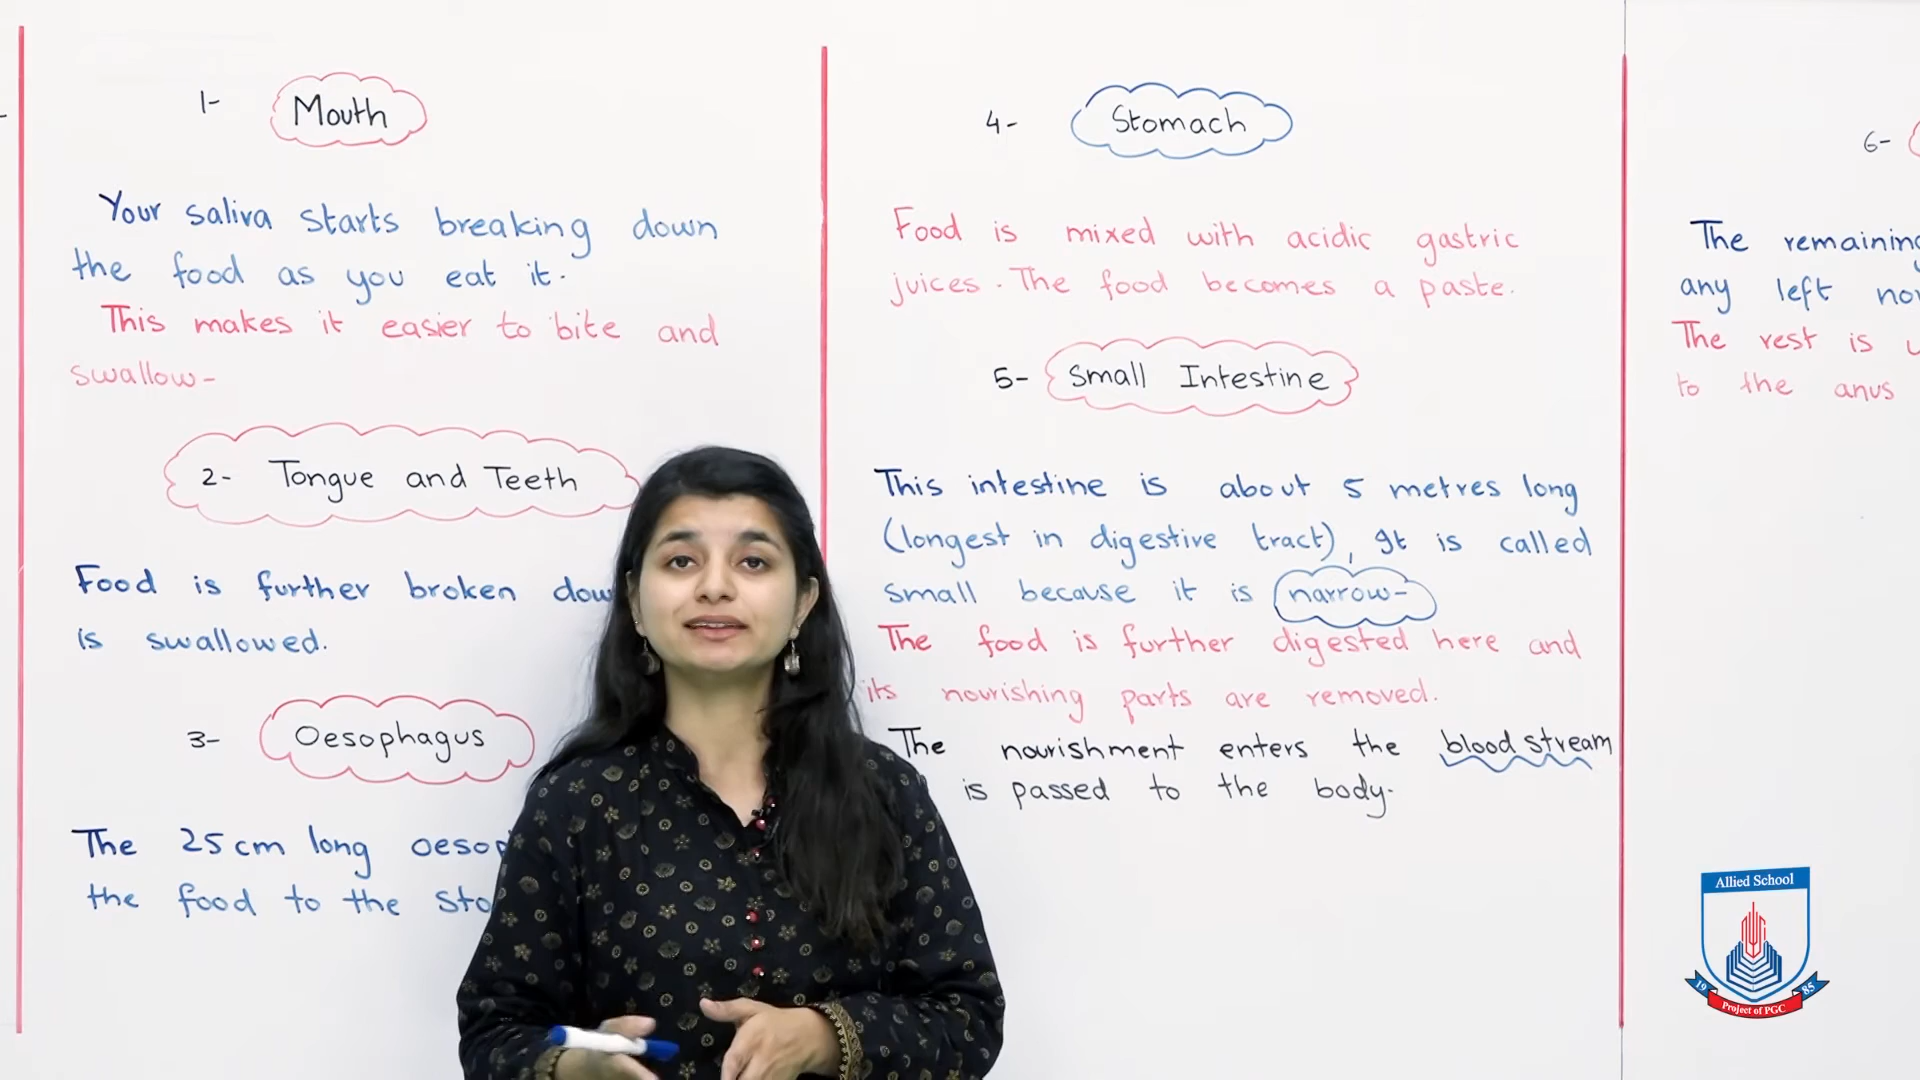 1- Mouth
Your saliva starts breaking down
the food as you eat it.
This makes it easier to bite and
swallow-
2- Tongue and Teeth
Food is further broken
is swallowed.
3- Oesophagus
The 25cm long
the food to the
4- Stomach
Food is mixed with acidic gastric
juices. The food becomes a paste.
5- Small Intestine
This intestine is about 5 metres long
(longest in digestive tract), It is called
small because it is narrow-
The food is further digested here and
its nourishing parts are removed.
The nourishment enters the blood stream
is passed to the body.
6-
The remaining
any left
The rest is
to the anus
Allied School
19 85
Project of PGC